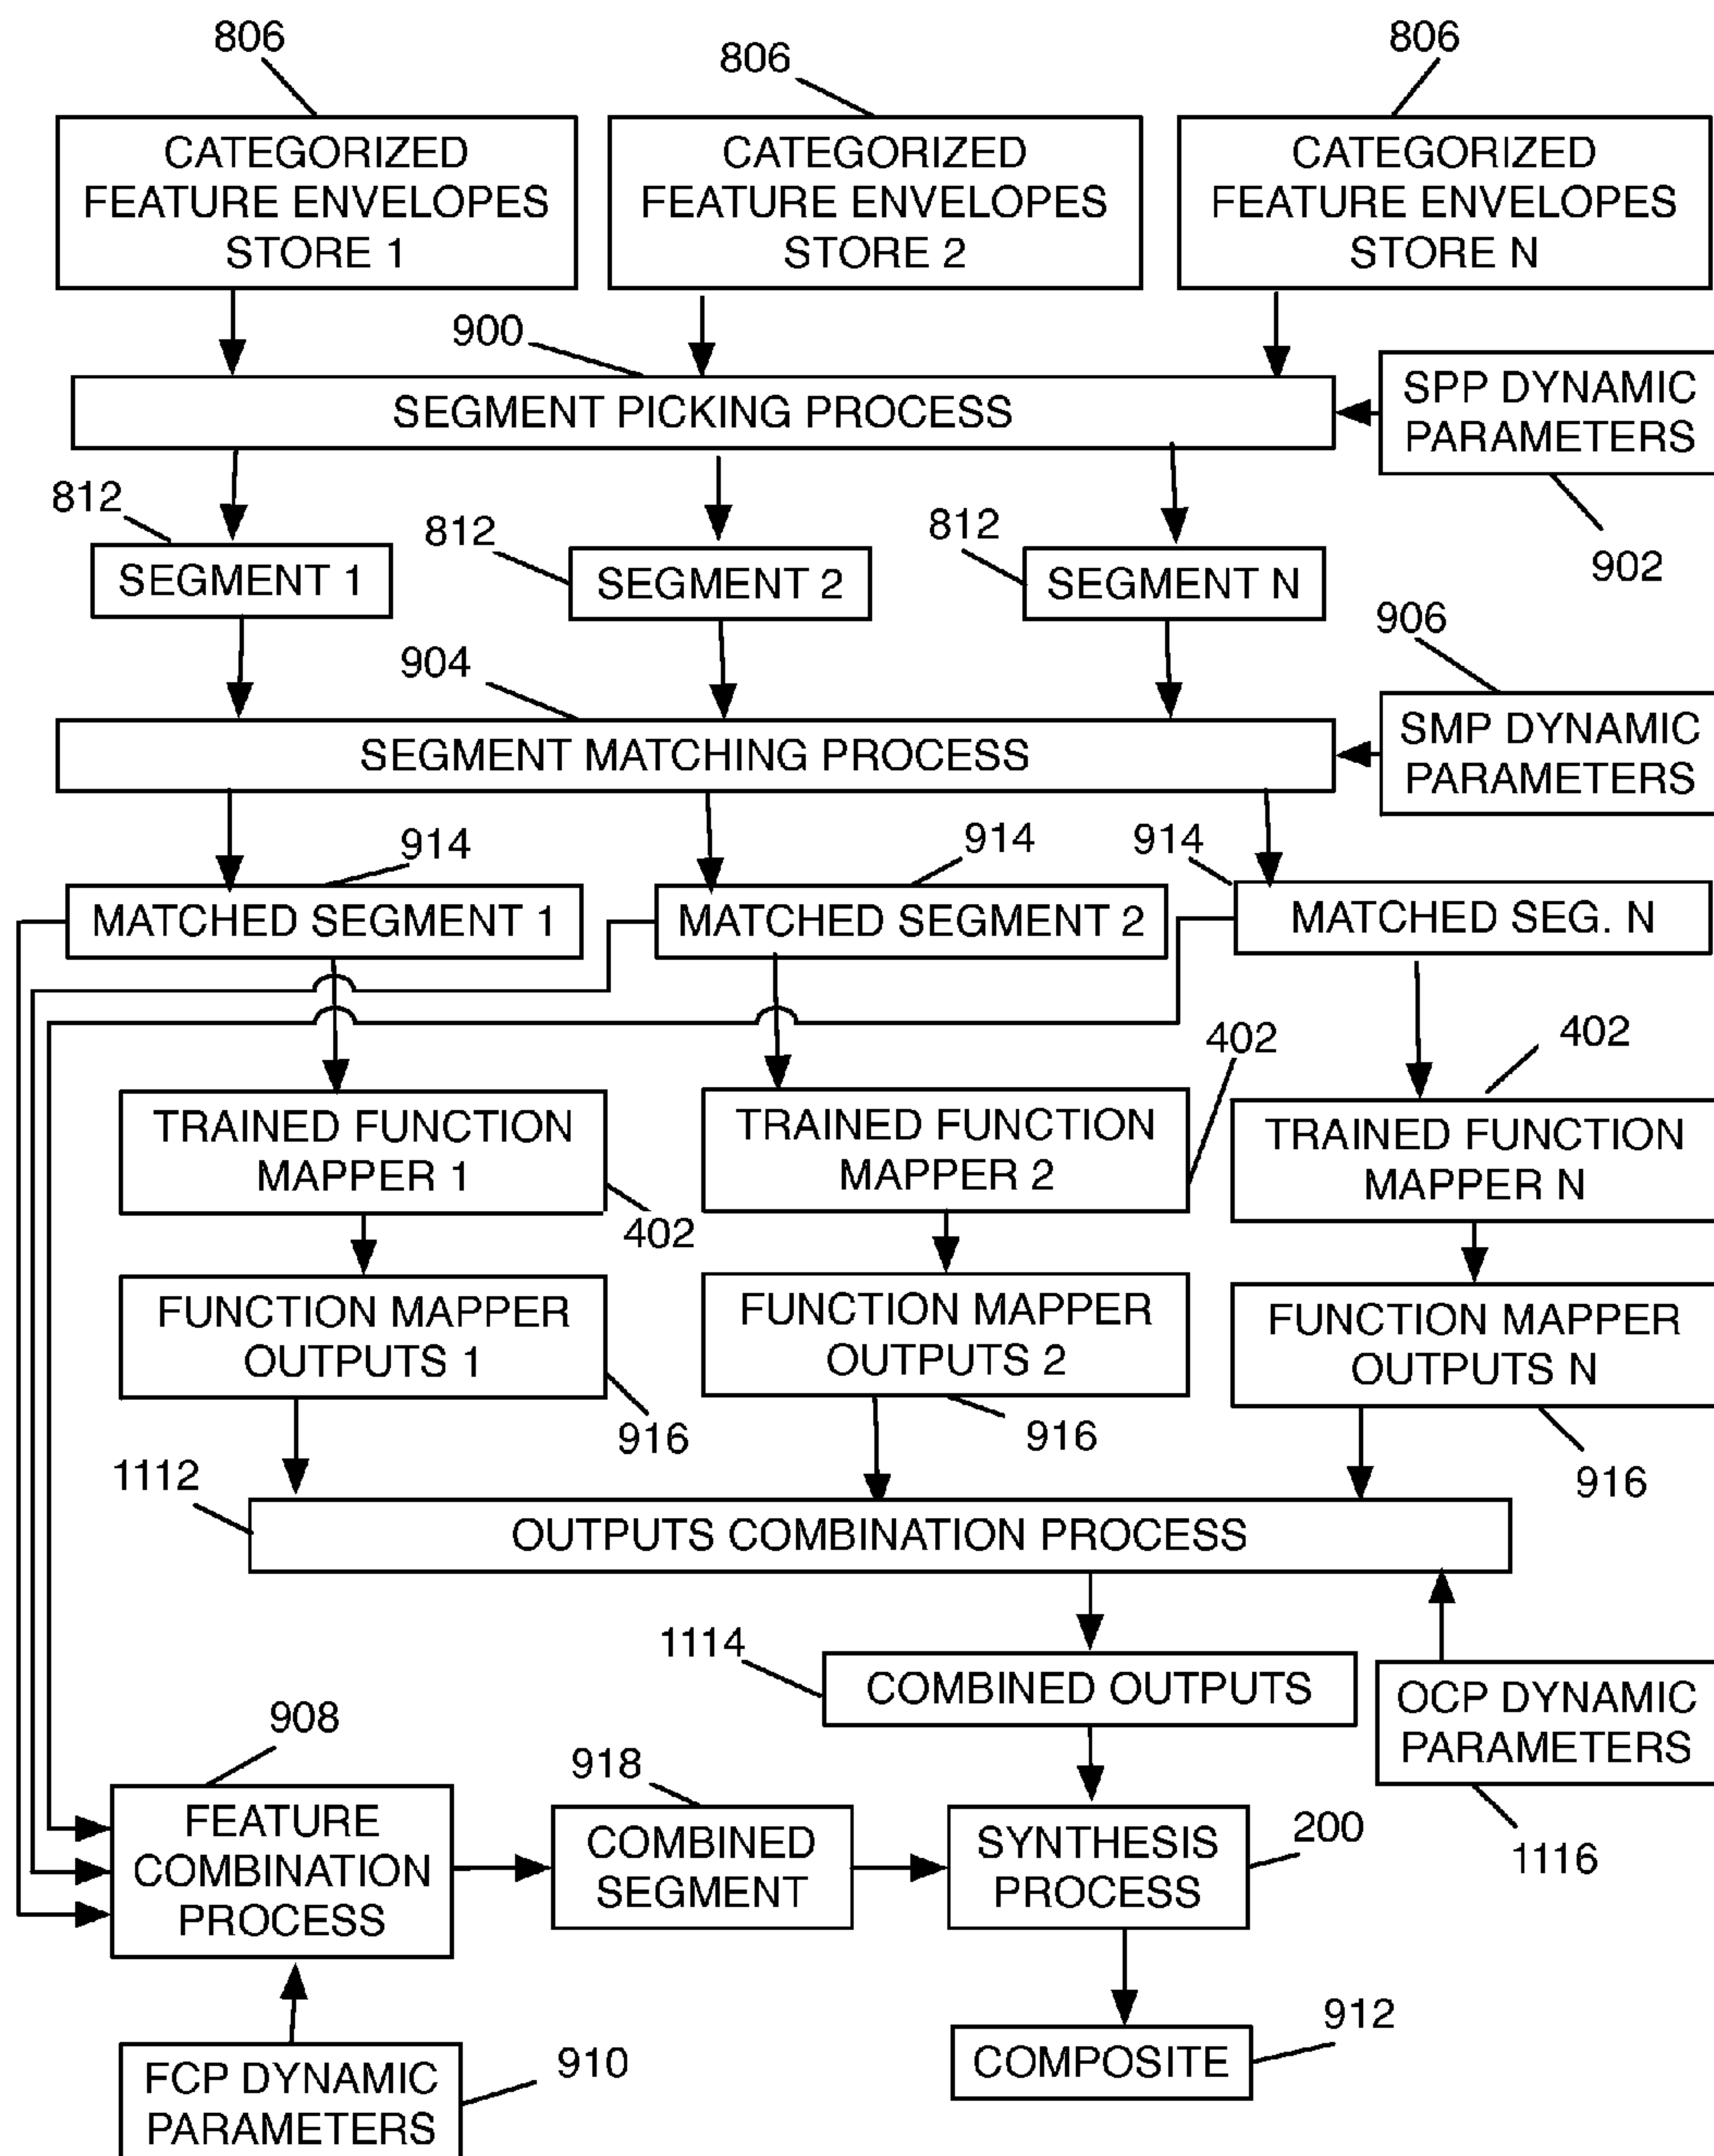 806
806
806
CATEGORIZED
FEATURE ENVELOPES
STORE 1
CATEGORIZED
FEATURE ENVELOPES
STORE 2
CATEGORIZED
FEATURE ENVELOPES
STORE N
900
SEGMENT PICKING PROCESS
SPP DYNAMIC
PARAMETERS
902
812
SEGMENT 1
812
SEGMENT 2
812
SEGMENT N
904
906
SEGMENT MATCHING PROCESS
SMP DYNAMIC
PARAMETERS
914
914
914
MATCHED SEGMENT 1
MATCHED SEGMENT 2
MATCHED SEG. N
402
402
TRAINED FUNCTION
MAPPER 1
402
TRAINED FUNCTION
MAPPER 2
TRAINED FUNCTION
MAPPER N
FUNCTION MAPPER
OUTPUTS 1
FUNCTION MAPPER
OUTPUTS 2
FUNCTION MAPPER
OUTPUTS N
916
916
916
1112
OUTPUTS COMBINATION PROCESS
1114
COMBINED OUTPUTS
OCP DYNAMIC
PARAMETERS
1116
908
FEATURE
COMBINATION
PROCESS
918
COMBINED
SEGMENT
SYNTHESIS
PROCESS
200
FCP DYNAMIC
PARAMETERS
910
COMPOSITE
912